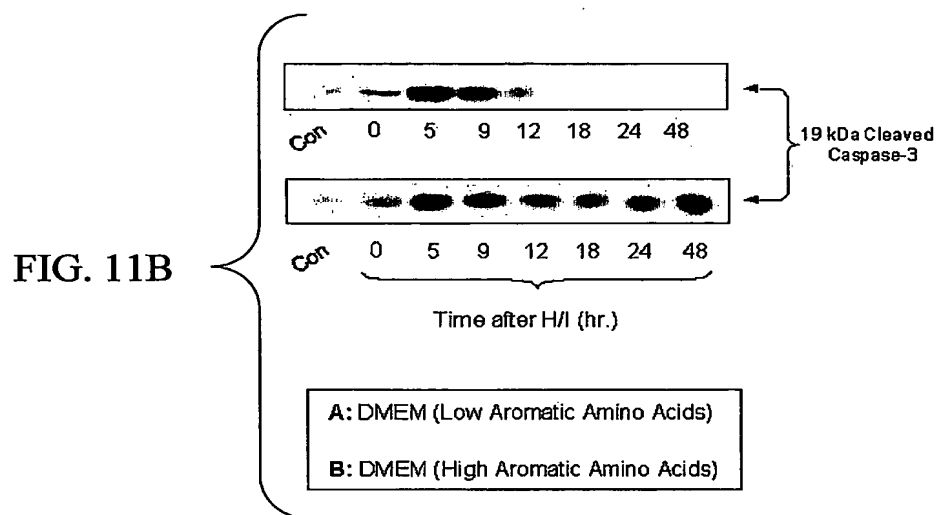 Con 0 5 9 12 18 24 48
19 kDa Cleaved
Caspase-3
Con 0 5 9 12 18 24 48
FIG. 11B
Time after H/I (hr.)
A: DMEM (Low Aromatic Amino Acids)
B: DMEM (High Aromatic Amino Acids)